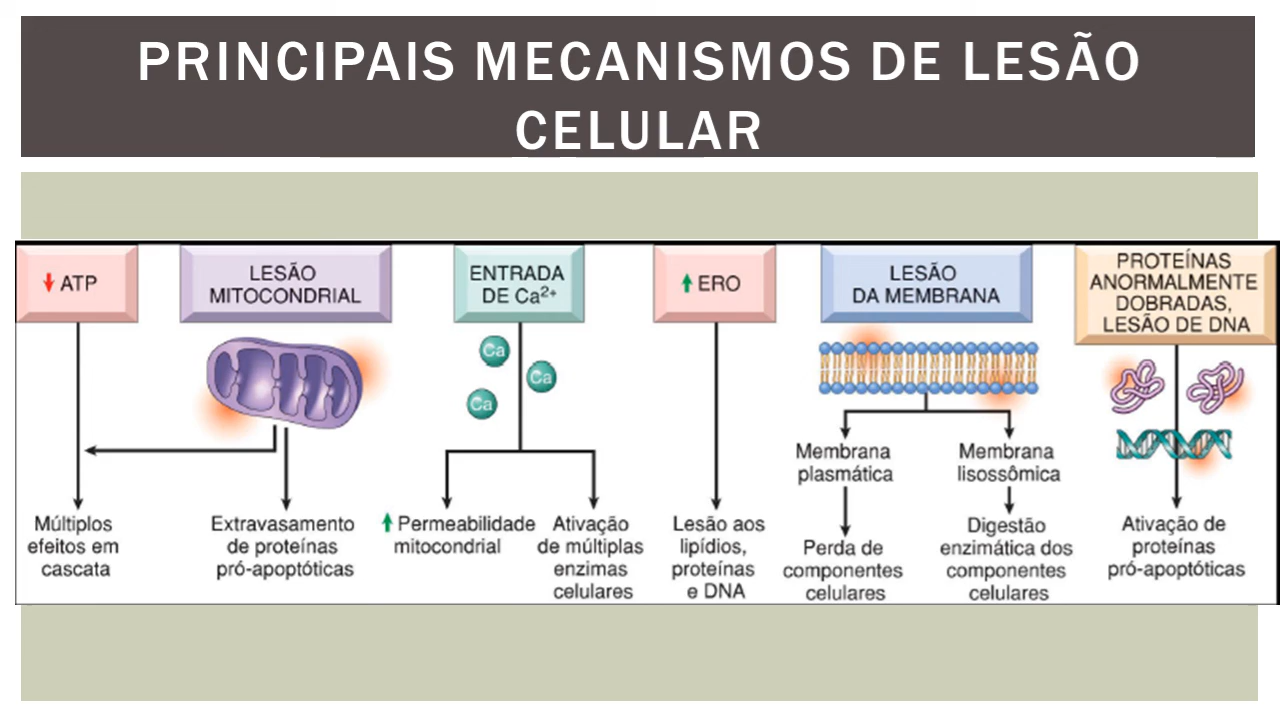 PRINCIPAIS MECANISMOS DE LESÃO
CELULAR
↓ ATP
LESÃO
MITOCONDRIAL
ENTRADA
DE Ca²⁺
↑ ERO
LESÃO
DA MEMBRANA
PROTEÍNAS
ANORMALMENTE
DOBRADAS,
LESÃO DE DNA
Ca
Ca
Ca
Membrana
plasmática
Membrana
lisossômica
Múltiplos
efeitos em
cascata
Extravasamento
de proteínas
pró-apoptóticas
↑ Permeabilidade
mitocondrial
Ativação
de múltiplas
enzimas
celulares
Lesão aos
lipídios,
proteínas
e DNA
Perda de
componentes
celulares
Digestão
enzimática dos
componentes
celulares
Ativação de
proteínas
pró-apoptóticas